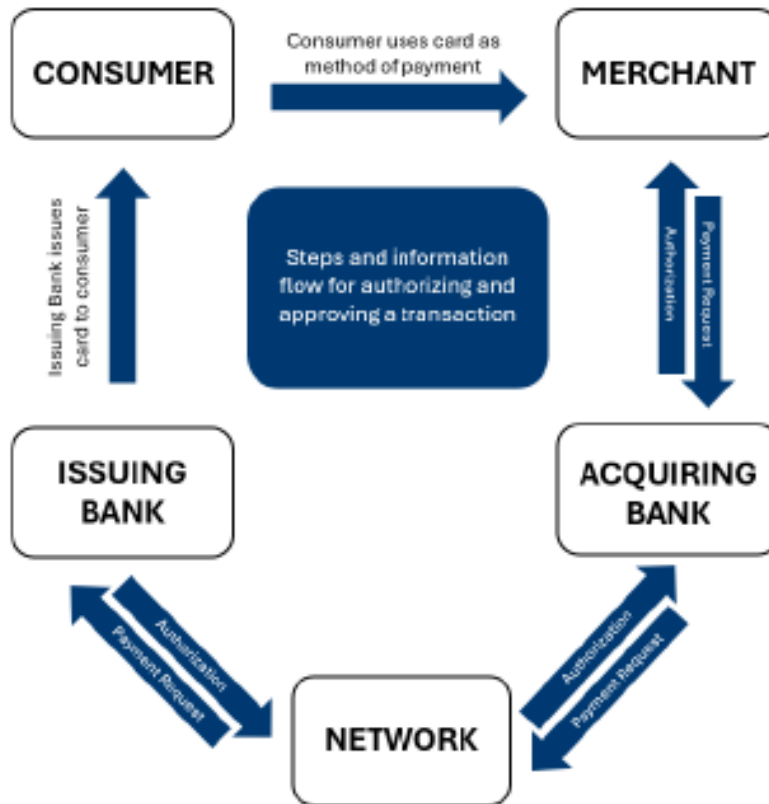 CONSUMER
Consumer uses card as
method of payment
MERCHANT
Issuing Bank issues
card to consumer
Steps and information
flow for authorizing and
approving a transaction
Authorization
Payment Request
ISSUING
BANK
ACQUIRING
BANK
Authorization
Payment Request
Authorization
Payment Request
NETWORK